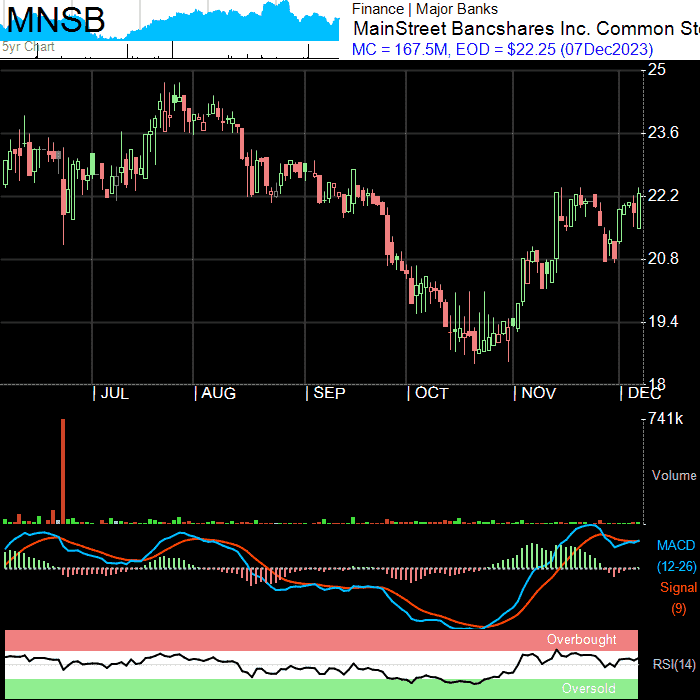 MNSB
5yr Chart
Finance | Major Banks
MainStreet Bancshares Inc. Common Sto
MC = 167.5M, EOD = $22.25 (07Dec2023)
25
23.6
22.2
20.8
19.4
18
JUL
AUG
SEP
OCT
NOV
DEC
741k
Volume
MACD
(12-26)
Signal
(9)
Overbought
RSI(14)
Oversold